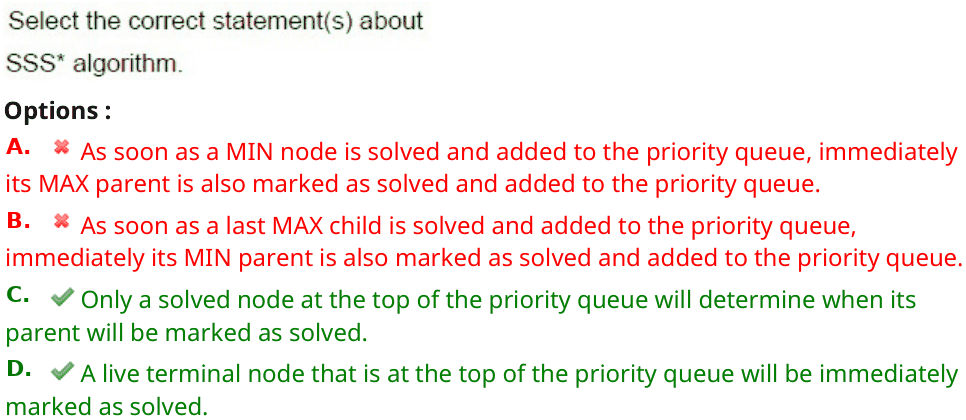 Select the correct statement(s) about
SSS* algorithm.
Options :
A. ✖ As soon as a MIN node is solved and added to the priority queue, immediately
its MAX parent is also marked as solved and added to the priority queue.
B. ✖ As soon as a last MAX child is solved and added to the priority queue,
immediately its MIN parent is also marked as solved and added to the priority queue.
C. ✔ Only a solved node at the top of the priority queue will determine when its
parent will be marked as solved.
D. ✔ A live terminal node that is at the top of the priority queue will be immediately
marked as solved.